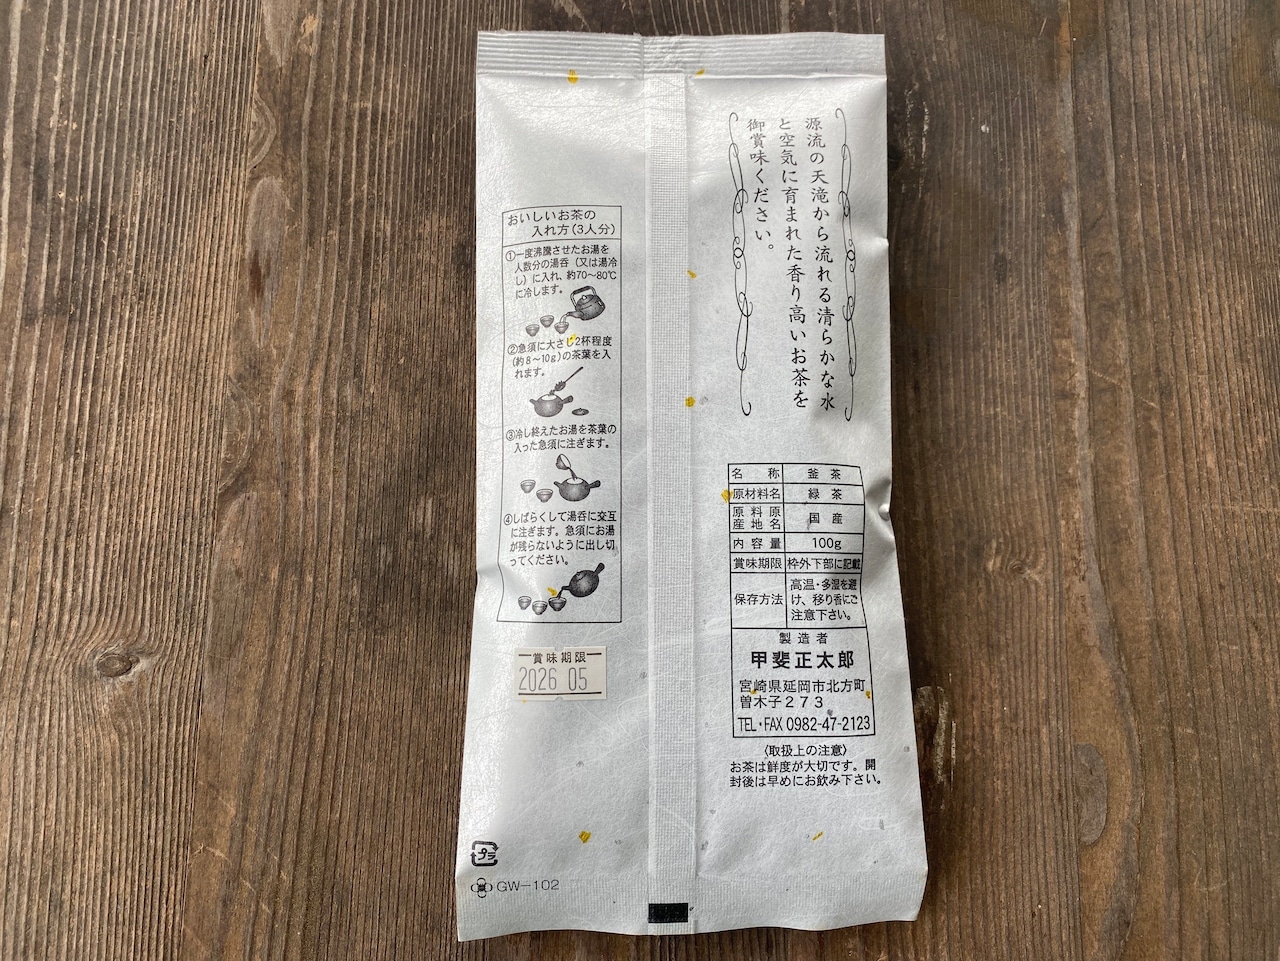 源流の天滝から流れる清らかな水
と空気に育まれた香り高いお茶を
御賞味ください。
おいしいお茶の
入れ方(3人分)
①一度沸騰させたお湯を
人数分の湯呑(又は湯冷
し)に入れ、約70〜80℃
に冷します。
②急須に大さじ2杯程度
(約8〜10g)の茶葉を入
れます。
③冷し終えたお湯を茶葉の
入った急須に注ぎます。
④しばらくして湯呑に交互
に注ぎます。急須にお湯
が残らないように出し切
ってください。
賞味期限
2026 05
プラ
GW-102
名称 釜茶
原材料名 緑茶
原料原産地名 国産
内容量 100g
賞味期限 枠外下部に記載
保存方法 高温・多湿を避
け、移り香にご
注意下さい。
製造者
甲斐正太郎
宮崎県延岡市北方町
曽木子273
TEL・FAX 0982-47-2123
〈取扱上の注意〉
お茶は鮮度が大切です。開
封後は早めにお飲み下さい。